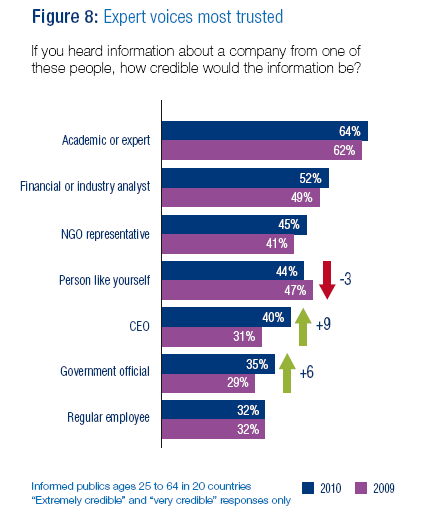 Figure 8: Expert voices most trusted
If you heard information about a company from one of
these people, how credible would the information be?
Academic or expert
64%
62%
Financial or industry analyst
52%
49%
NGO representative
45%
41%
Person like yourself
44%
47%
-3
CEO
40%
31%
+9
Government official
35%
29%
+6
Regular employee
32%
32%
Informed publics ages 25 to 64 in 20 countries
"Extremely credible" and "very credible" responses only
2010
2009